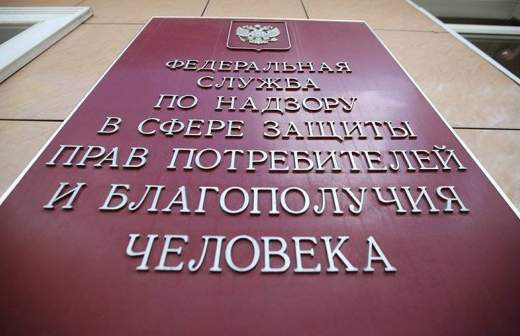 ФЕДЕРАЛЬНАЯ
СЛУЖБА
ПО НАДЗОРУ
В СФЕРЕ ЗАЩИТЫ
ПРАВ ПОТРЕБИТЕЛЕЙ
И БЛАГОПОЛУЧИЯ
ЧЕЛОВЕКА